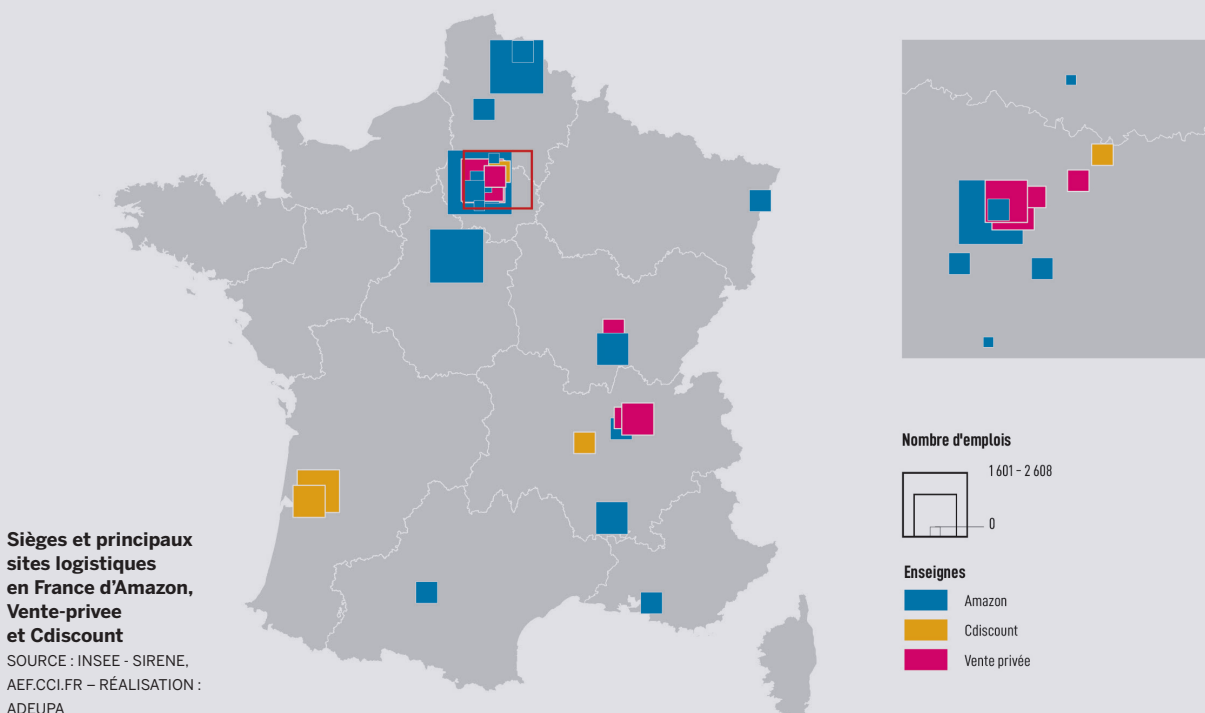 Sièges et principaux
sites logistiques
en France d'Amazon,
Vente-privee
et Cdiscount
SOURCE : INSEE - SIRENE,
AEF.CCI.FR – RÉALISATION :
ADEUPA
Nombre d'emplois
1 601 - 2 608
0
Enseignes
Amazon
Cdiscount
Vente privée